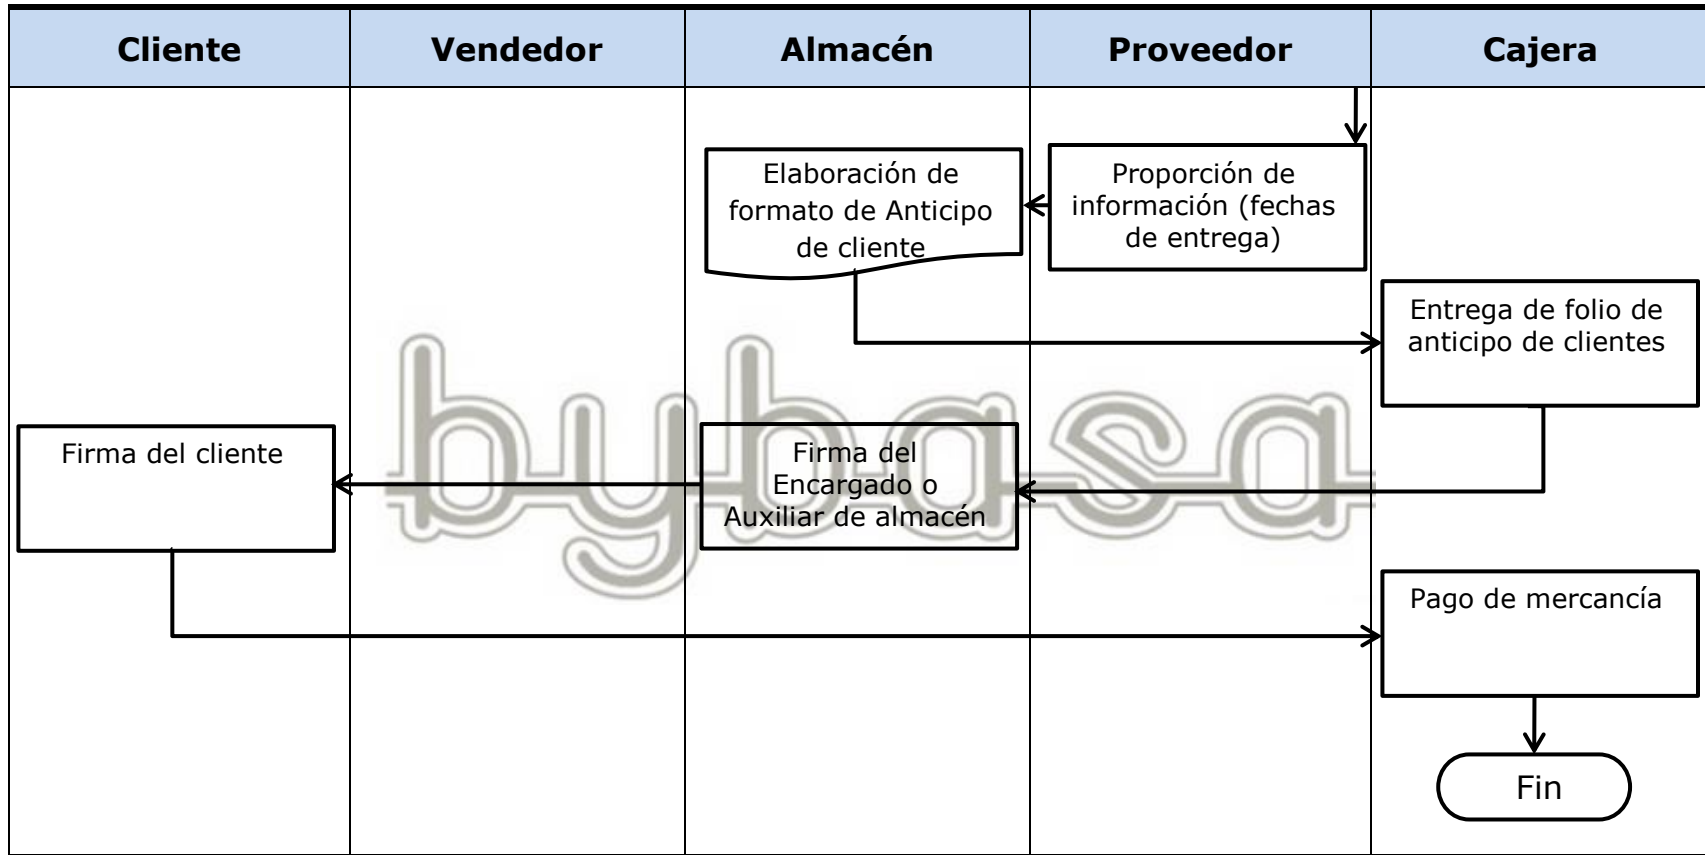 Cliente
Vendedor
Almacén
Proveedor
Cajera
Elaboración de
formato de Anticipo
de cliente
Proporción de
información (fechas
de entrega)
Entrega de folio de
anticipo de clientes
bybasa
Firma del cliente
Firma del
Encargado o
Auxiliar de almacén
Pago de mercancía
Fin